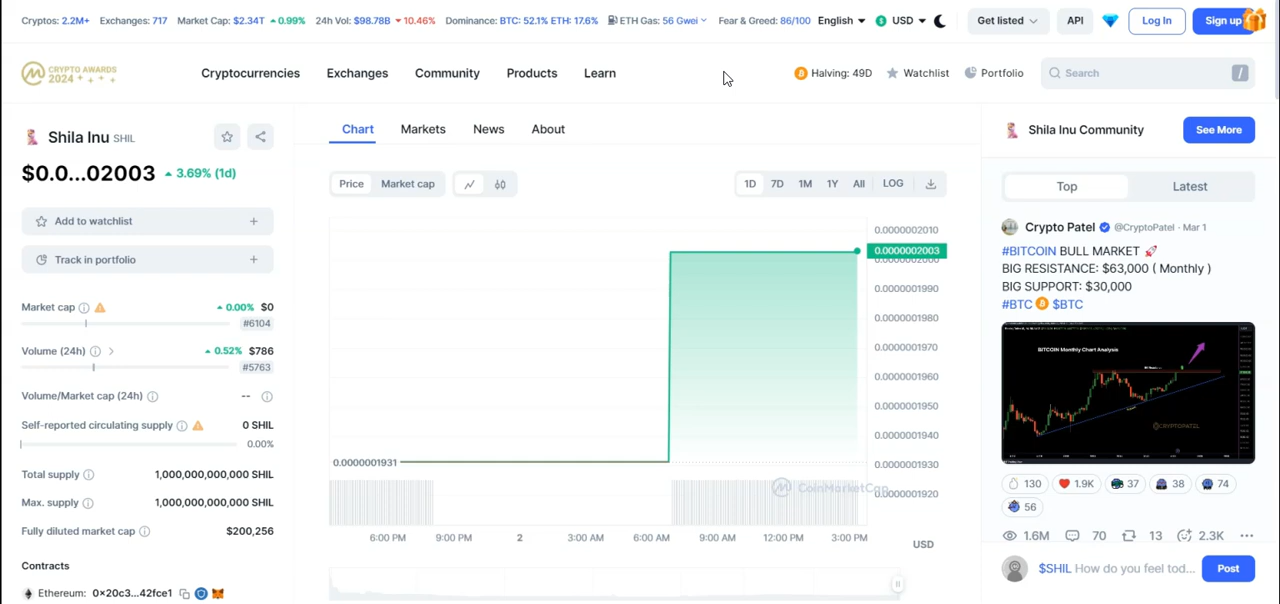 Cryptos: 2.2M+ Exchanges: 717 Market Cap: $2.34T 0.99% 24h Vol: $98.78B 10.46% Dominance: BTC: 52.1% ETH: 17.6% ETH Gas: 56 Gwei Fear & Greed: 86/100 English USD Get listed API Log In Sign up
CRYPTO AWARDS
2024
Cryptocurrencies Exchanges Community Products Learn Halving: 49D Watchlist Portfolio Search /
Shila Inu SHIL
$0.0...02003 3.69% (1d)
Add to watchlist +
Track in portfolio +
Market cap 0.00% $0
#6104
Volume (24h) 0.52% $786
#5763
Volume/Market cap (24h) --
Self-reported circulating supply 0 SHIL
0.00%
Total supply 1,000,000,000,000 SHIL
Max. supply 1,000,000,000,000 SHIL
Fully diluted market cap $200,256
Contracts
Ethereum: 0x20c3...42fce1
Chart Markets News About
Price Market cap 1D 7D 1M 1Y All LOG
0.0000002010
0.0000002003
0.0000002000
0.0000001990
0.0000001980
0.0000001970
0.0000001960
0.0000001950
0.0000001940
0.0000001931
0.0000001930
0.0000001920
CoinMarketCap
6:00 PM 9:00 PM 2 3:00 AM 6:00 AM 9:00 AM 12:00 PM 3:00 PM
USD
Shila Inu Community See More
Top Latest
Crypto Patel @CryptoPatel · Mar 1
#BITCOIN BULL MARKET
BIG RESISTANCE: $63,000 ( Monthly )
BIG SUPPORT: $30,000
#BTC $BTC
BITCOIN Monthly Chart Analysis
CRYPTOPATEL
130 1.9K 37 38 74
56
1.6M 70 13 2.3K
$SHIL How do you feel tod... Post